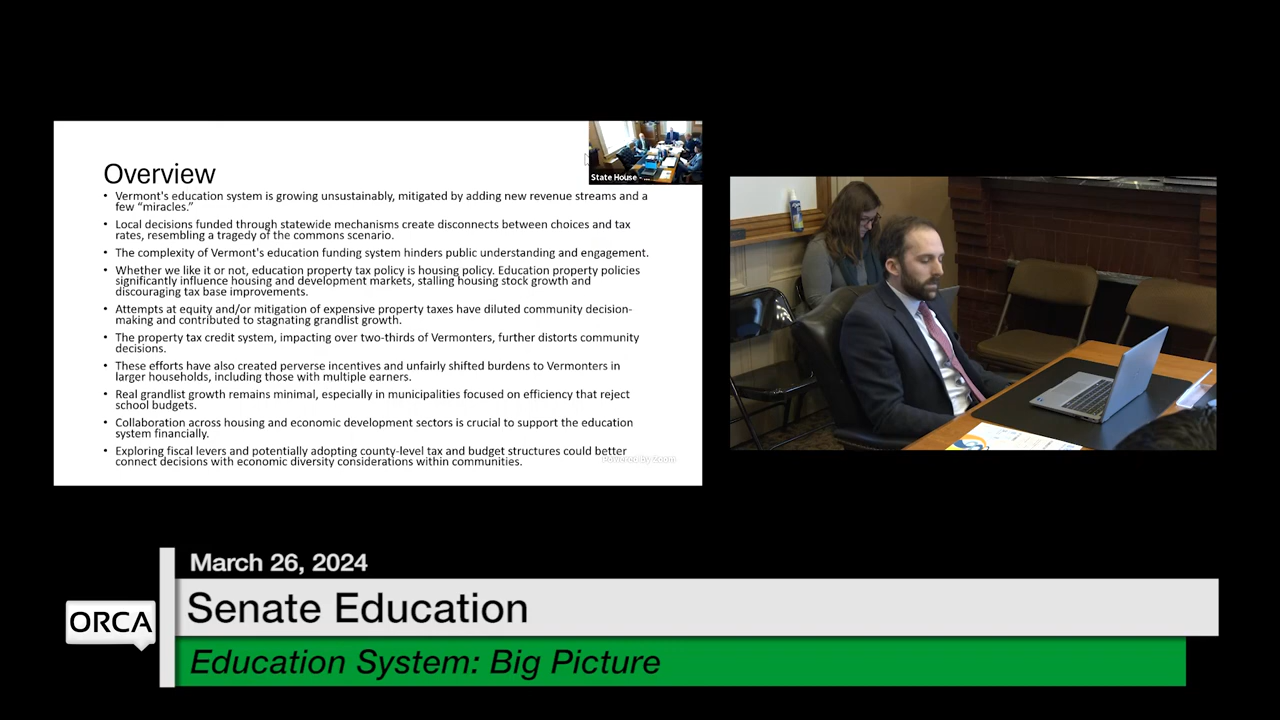 Overview
State House - ...
• Vermont's education system is growing unsustainably, mitigated by adding new revenue streams and a
few “miracles.”
• Local decisions funded through statewide mechanisms create disconnects between choices and tax
rates, resembling a tragedy of the commons scenario.
• The complexity of Vermont's education funding system hinders public understanding and engagement.
• Whether we like it or not, education property tax policy is housing policy. Education property policies
significantly influence housing and development markets, stalling housing stock growth and
discouraging tax base improvements.
• Attempts at equity and/or mitigation of expensive property taxes have diluted community decision-
making and contributed to stagnating grandlist growth.
• The property tax credit system, impacting over two-thirds of Vermonters, further distorts community
decisions.
• These efforts have also created perverse incentives and unfairly shifted burdens to Vermonters in
larger households, including those with multiple earners.
• Real grandlist growth remains minimal, especially in municipalities focused on efficiency that reject
school budgets.
• Collaboration across housing and economic development sectors is crucial to support the education
system financially.
• Exploring fiscal levers and potentially adopting county-level tax and budget structures could better
connect decisions with economic diversity considerations within communities.
Powered by Zoom
March 26, 2024
ORCA
Senate Education
Education System: Big Picture